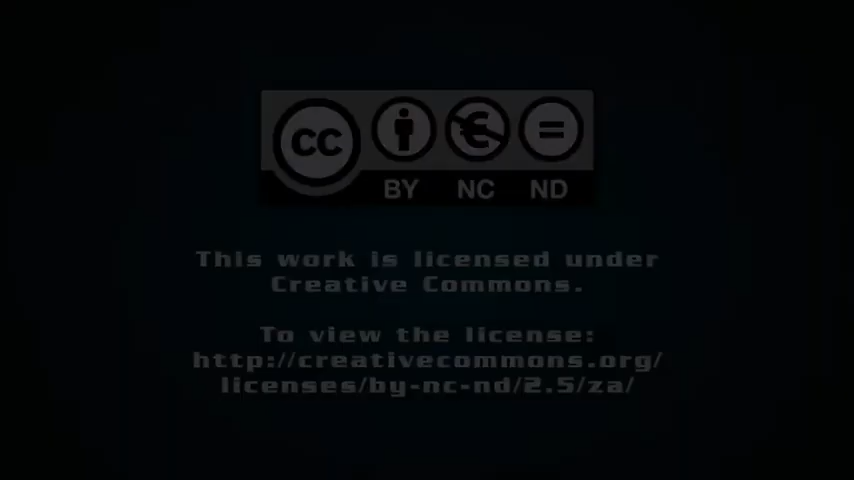 cc
BY NC ND
This work is licensed under
Creative Commons.
To view the license:
http://creativecommons.org/
licenses/by-nc-nd/2.5/za/